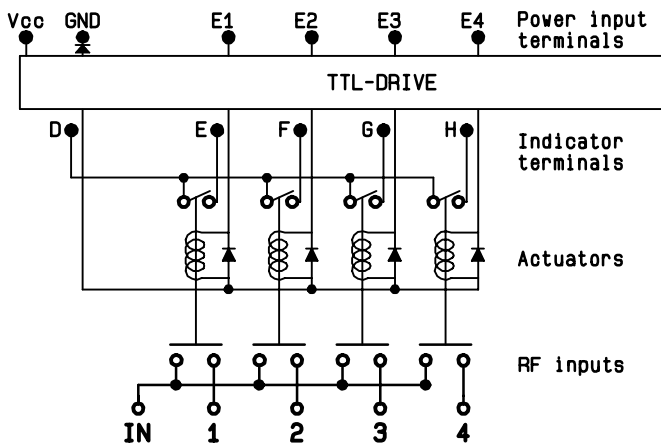 Vcc GND E1 E2 E3 E4 Power input
terminals
TTL-DRIVE
D E F G H Indicator
terminals
Actuators
RF inputs
IN 1 2 3 4